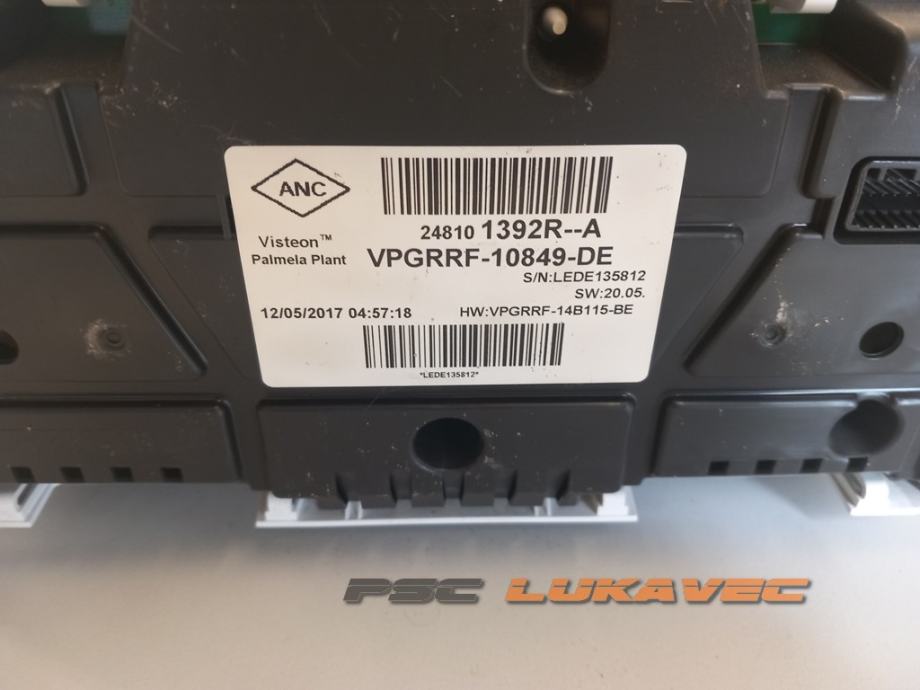 ANC
Visteon™
Palmela Plant
24810 1392R--A
VPGRRF-10849-DE
S/N:LEDE135812
SW:20.05.
12/05/2017 04:57:18
HW:VPGRRF-14B115-BE
*LEDE135812*
PSC LUKAVEC